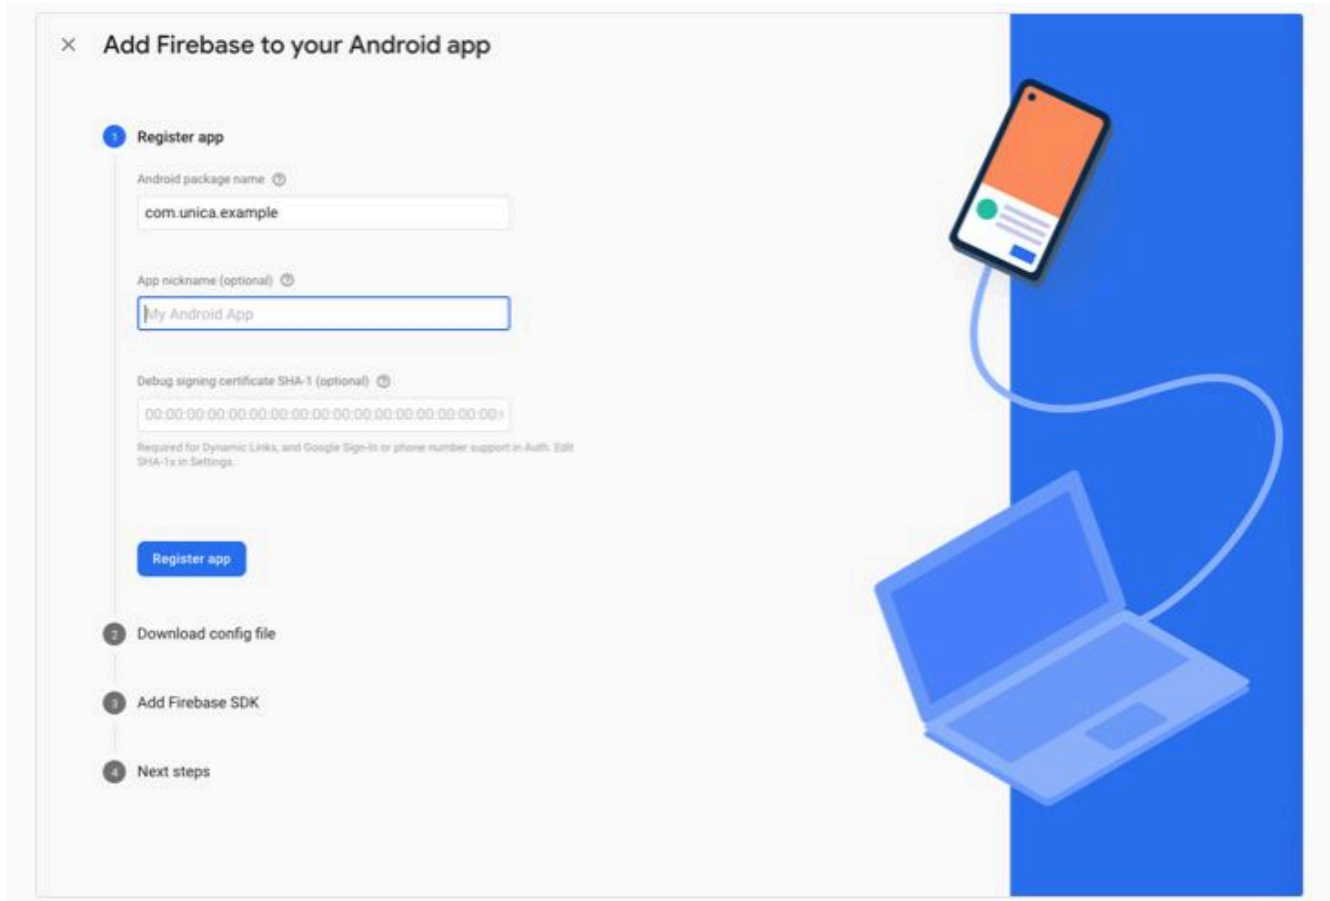 Add Firebase to your Android app
1 Register app
Android package name
com.unica.example
App nickname (optional)
My Android App
Debug signing certificate SHA-1 (optional)
00:00:00:00:00:00:00:00:00:00:00:00:00:00:00:00:00:
Required for Dynamic Links, and Google Sign-In or phone number support in Auth. Edit
SHA-1s in Settings.
Register app
2 Download config file
3 Add Firebase SDK
4 Next steps